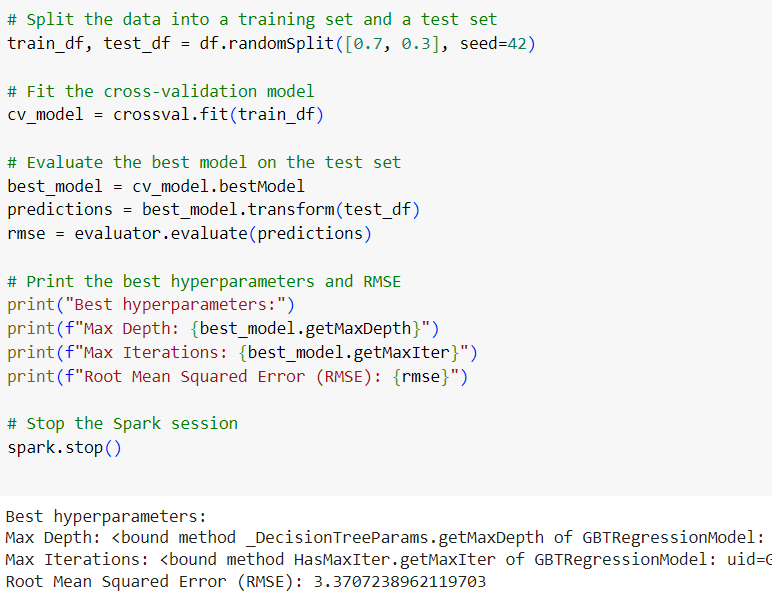 # Split the data into a training set and a test set
train_df, test_df = df.randomSplit([0.7, 0.3], seed=42)
# Fit the cross-validation model
cv_model = crossval.fit(train_df)
# Evaluate the best model on the test set
best_model = cv_model.bestModel
predictions = best_model.transform(test_df)
rmse = evaluator.evaluate(predictions)
# Print the best hyperparameters and RMSE
print("Best hyperparameters:")
print(f"Max Depth: {best_model.getMaxDepth}")
print(f"Max Iterations: {best_model.getMaxIter}")
print(f"Root Mean Squared Error (RMSE): {rmse}")
# Stop the Spark session
spark.stop()
Best hyperparameters:
Max Depth: <bound method _DecisionTreeParams.getMaxDepth of GBTRegressionModel:
Max Iterations: <bound method HasMaxIter.getMaxIter of GBTRegressionModel: uid=G
Root Mean Squared Error (RMSE): 3.3707238962119703